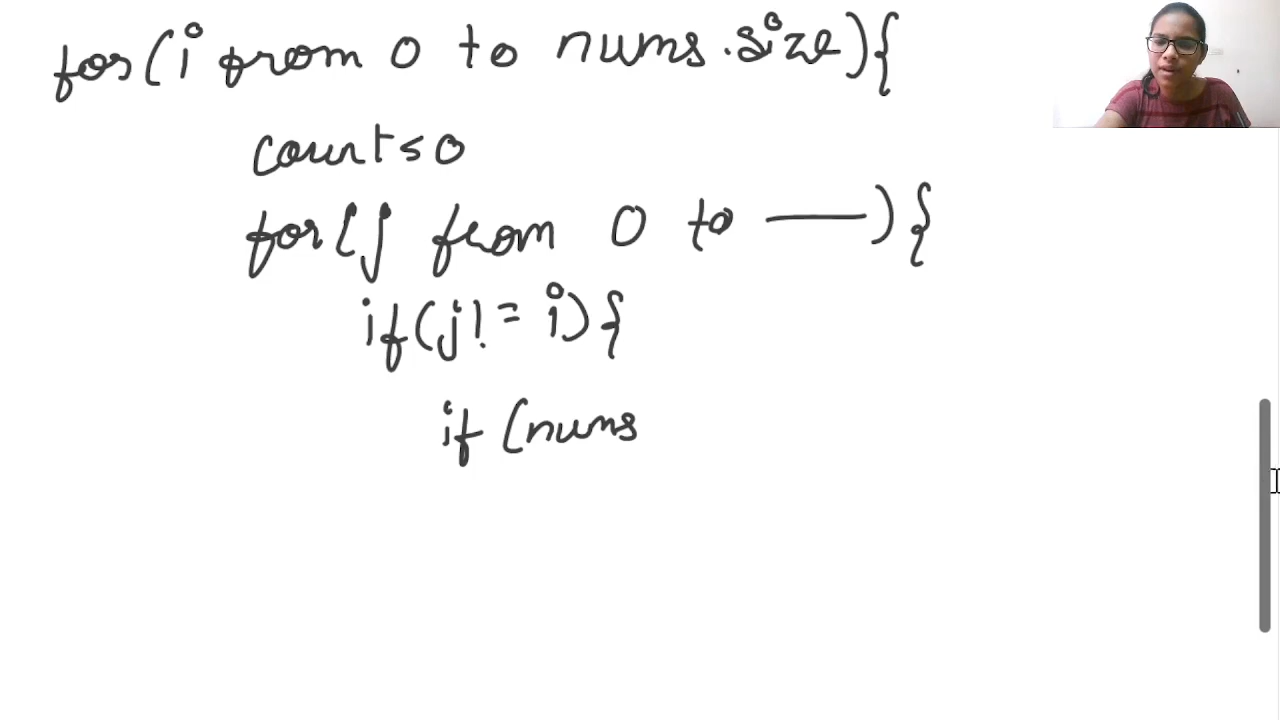 for(i from 0 to nums.size){
count=0
for(j from 0 to —){
if(j!=i){
if (nums